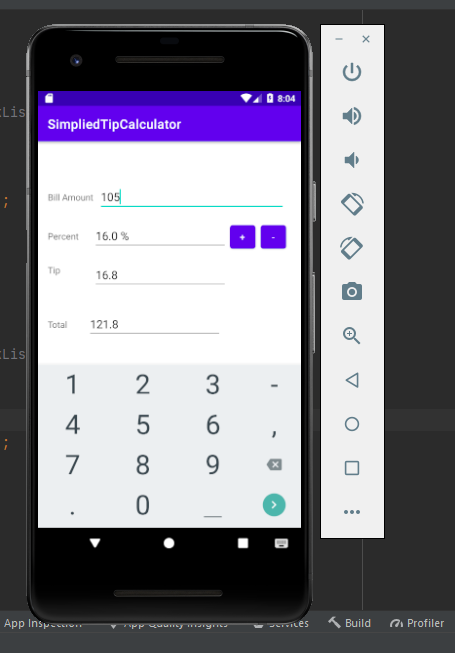 8:04
SimpliedTipCalculator
tLis
Bill Amount 105
;
Percent 16.0 % + -
Tip 16.8
Total 121.8
tLis
1 2 3 -
4 5 6 ,
;
7 8 9
. 0 _
App Inspection App Quality Insights Services Build Profiler